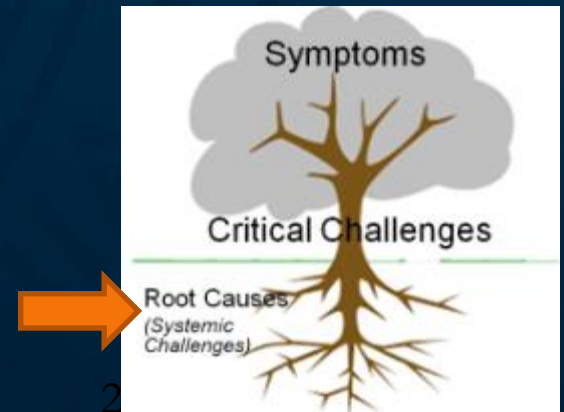 Symptoms
Critical Challenges
Root Causes
(Systemic
Challenges)
2